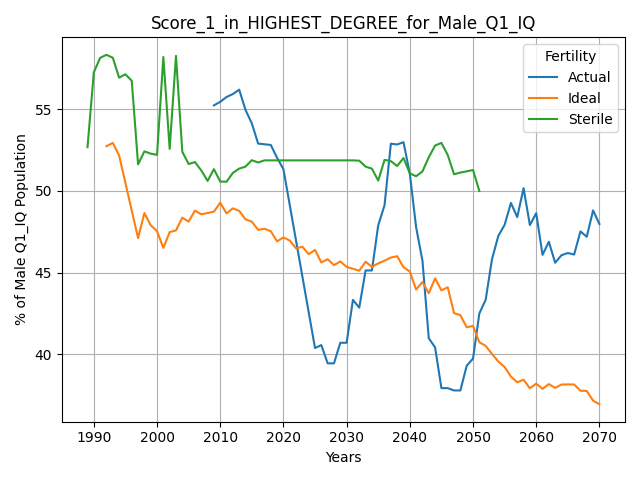 Score_1_in_HIGHEST_DEGREE_for_Male_Q1_IQ
Fertility
Actual
Ideal
Sterile
% of Male Q1_IQ Population
55
50
45
40
1990 2000 2010 2020 2030 2040 2050 2060 2070
Years